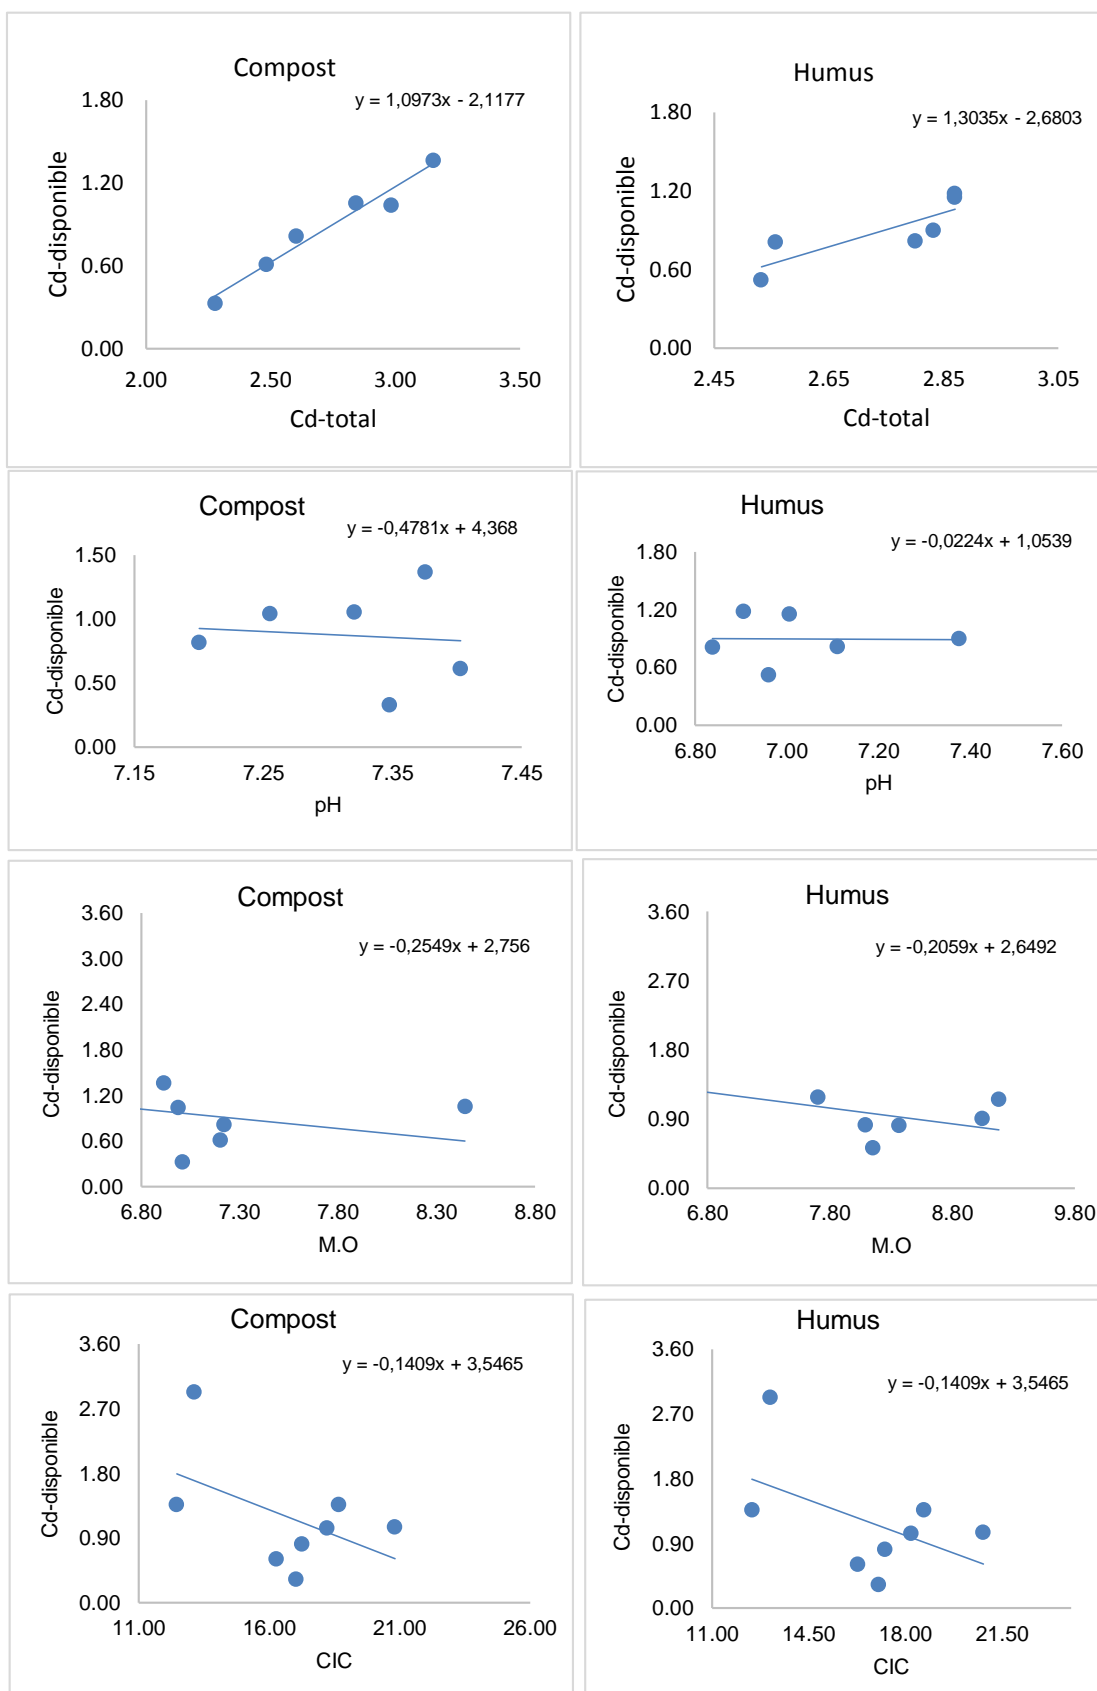 Compost
y = 1,0973x - 2,1177
1.80
1.20
0.60
0.00
Cd-disponible
2.00 2.50 3.00 3.50
Cd-total
Humus
y = 1,3035x - 2,6803
1.80
1.20
0.60
0.00
Cd-disponible
2.45 2.65 2.85 3.05
Cd-total
Compost
y = -0,4781x + 4,368
1.50
1.00
0.50
0.00
Cd-disponible
7.15 7.25 7.35 7.45
pH
Humus
y = -0,0224x + 1,0539
1.80
1.20
0.60
0.00
Cd-disponible
6.80 7.00 7.20 7.40 7.60
pH
Compost
y = -0,2549x + 2,756
3.60
3.00
2.40
1.80
1.20
0.60
0.00
Cd-disponible
6.80 7.30 7.80 8.30 8.80
M.O
Humus
y = -0,2059x + 2,6492
3.60
2.70
1.80
0.90
0.00
Cd-disponible
6.80 7.80 8.80 9.80
M.O
Compost
y = -0,1409x + 3,5465
3.60
2.70
1.80
0.90
0.00
Cd-disponible
11.00 16.00 21.00 26.00
CIC
Humus
y = -0,1409x + 3,5465
3.60
2.70
1.80
0.90
0.00
Cd-disponible
11.00 14.50 18.00 21.50
CIC